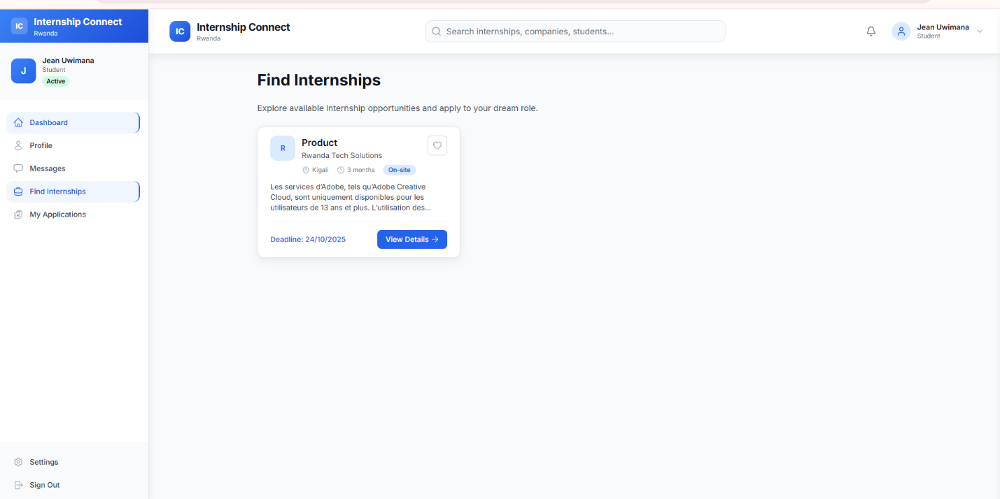 IC
Internship Connect
Rwanda
J
Jean Uwimana
Student
Active
Dashboard
Profile
Messages
Find Internships
My Applications
Settings
Sign Out
IC
Internship Connect
Rwanda
Search internships, companies, students...
Jean Uwimana
Student
Find Internships
Explore available internship opportunities and apply to your dream role.
R
Product
Rwanda Tech Solutions
Kigali 3 months On-site
Les services d'Adobe, tels qu'Adobe Creative
Cloud, sont uniquement disponibles pour les
utilisateurs de 13 ans et plus. L'utilisation des...
Deadline: 24/10/2025
View Details →